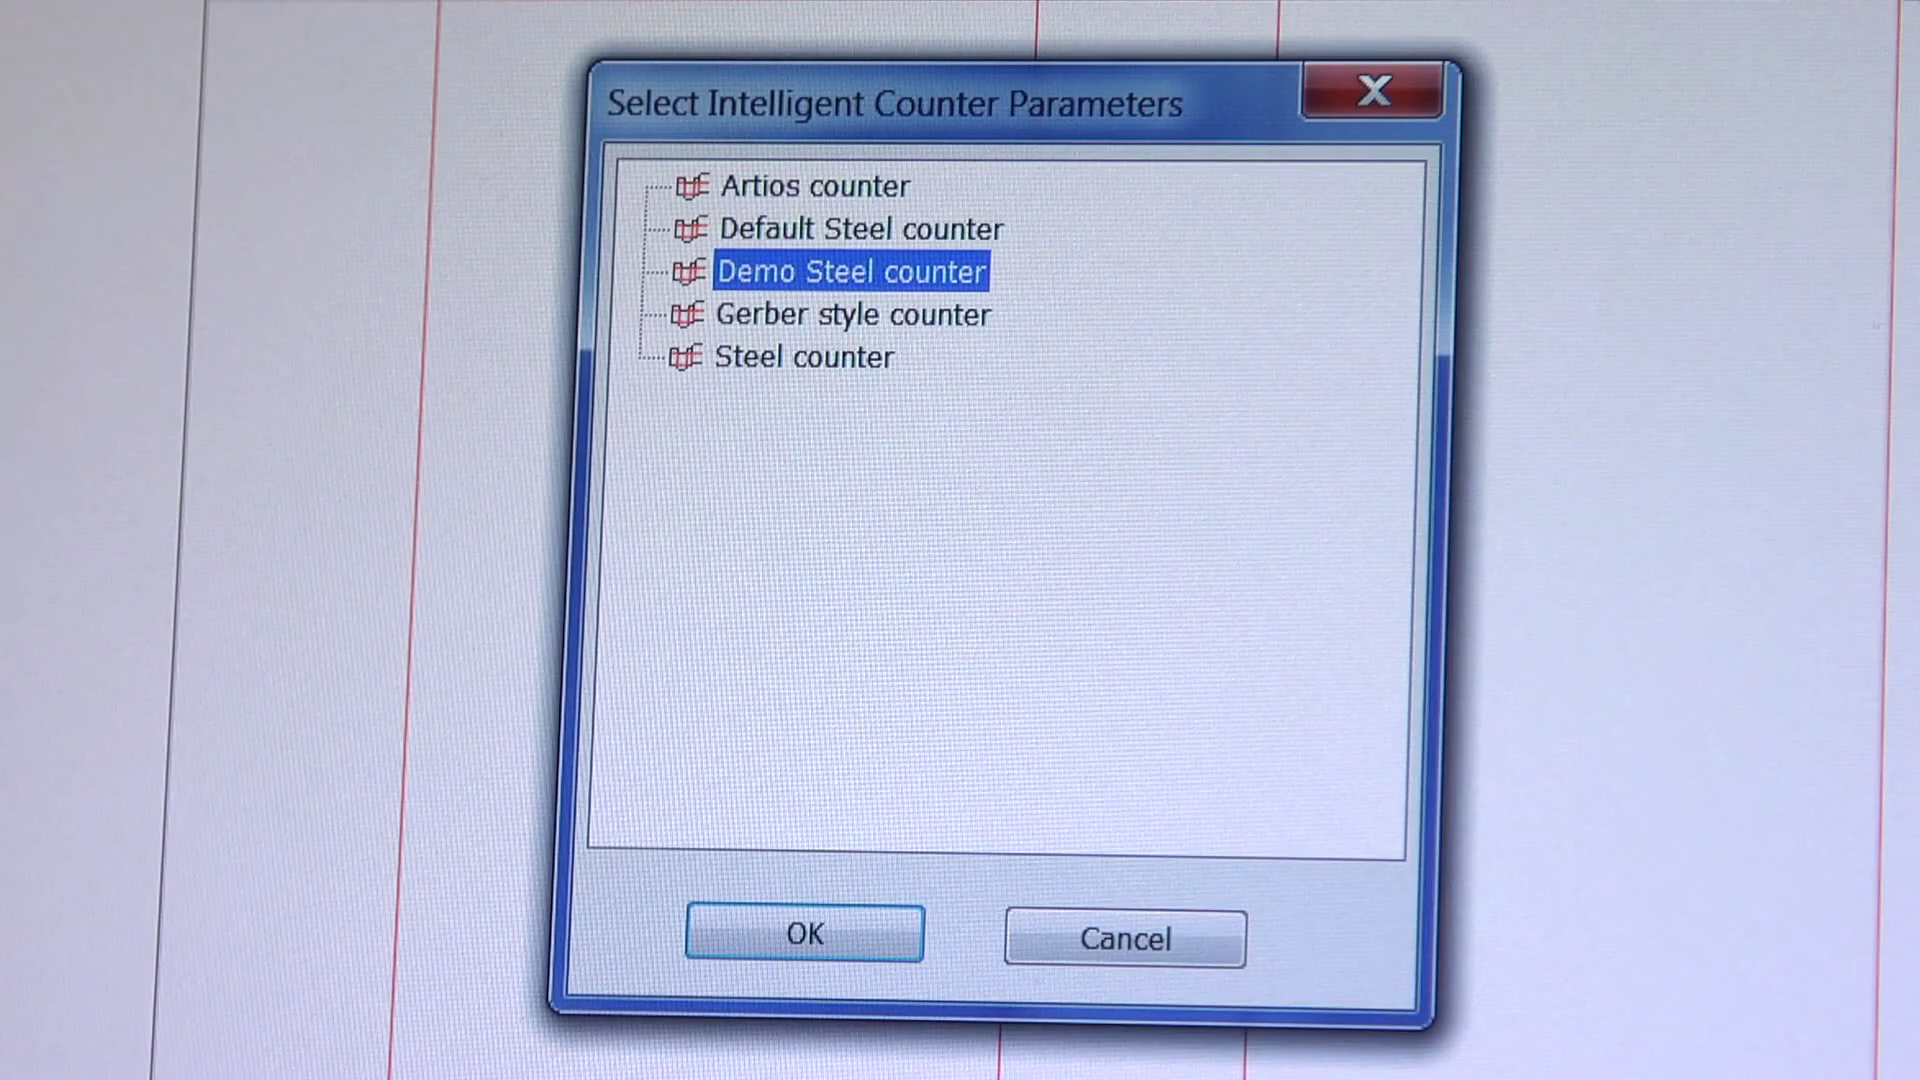 Select Intelligent Counter Parameters
X
Artios counter
Default Steel counter
Demo Steel counter
Gerber style counter
Steel counter
OK
Cancel